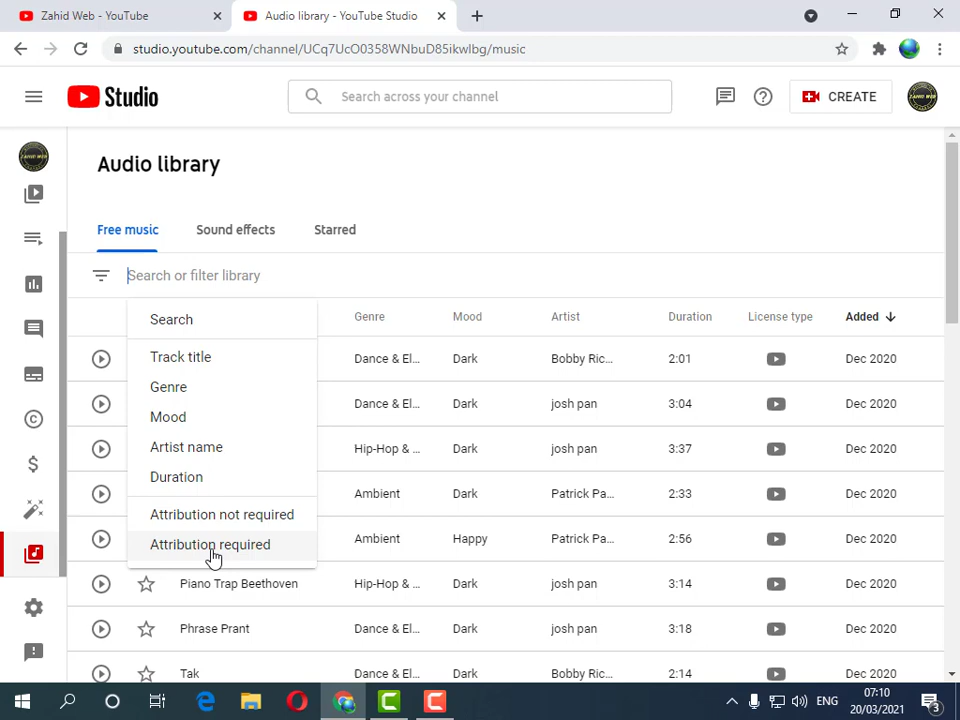 Zahid Web - YouTube
Audio library - YouTube Studio
studio.youtube.com/channel/UCq7UcO0358WNbuD85ikwlbg/music
Studio
Search across your channel
CREATE
ZAHID WEB
Audio library
Free music
Sound effects
Starred
Search or filter library
Search
Track title
Genre
Mood
Artist name
Duration
Attribution not required
Attribution required
Genre Mood Artist Duration License type Added
Dance & El... Dark Bobby Ric... 2:01 Dec 2020
Dance & El... Dark josh pan 3:04 Dec 2020
Hip-Hop & ... Dark josh pan 3:37 Dec 2020
Ambient Dark Patrick Pa... 2:33 Dec 2020
Ambient Happy Patrick Pa... 2:56 Dec 2020
Piano Trap Beethoven Hip-Hop & ... Dark josh pan 3:14 Dec 2020
Phrase Prant Dance & El... Dark josh pan 3:18 Dec 2020
Tak Dance & El... Dark Bobby Ric... 2:14 Dec 2020
ENG
07:10
20/03/2021
3